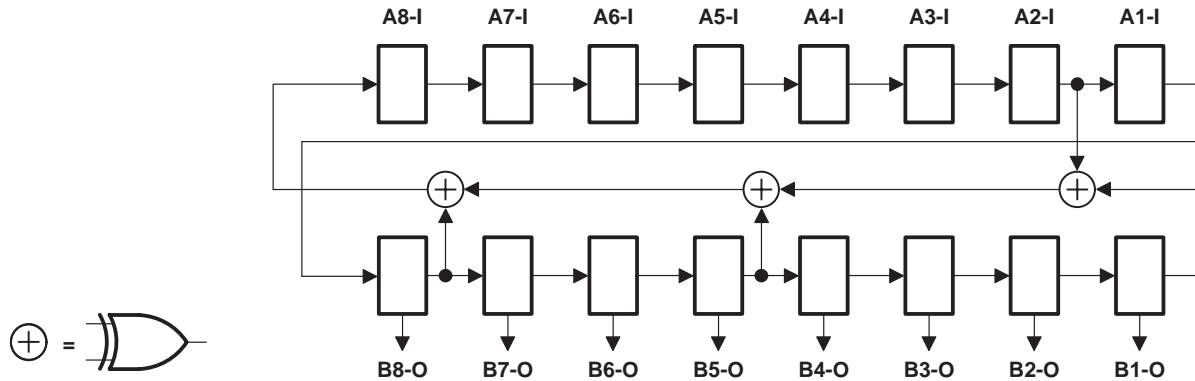 A8-I A7-I A6-I A5-I A4-I A3-I A2-I A1-I
=
B8-O B7-O B6-O B5-O B4-O B3-O B2-O B1-O